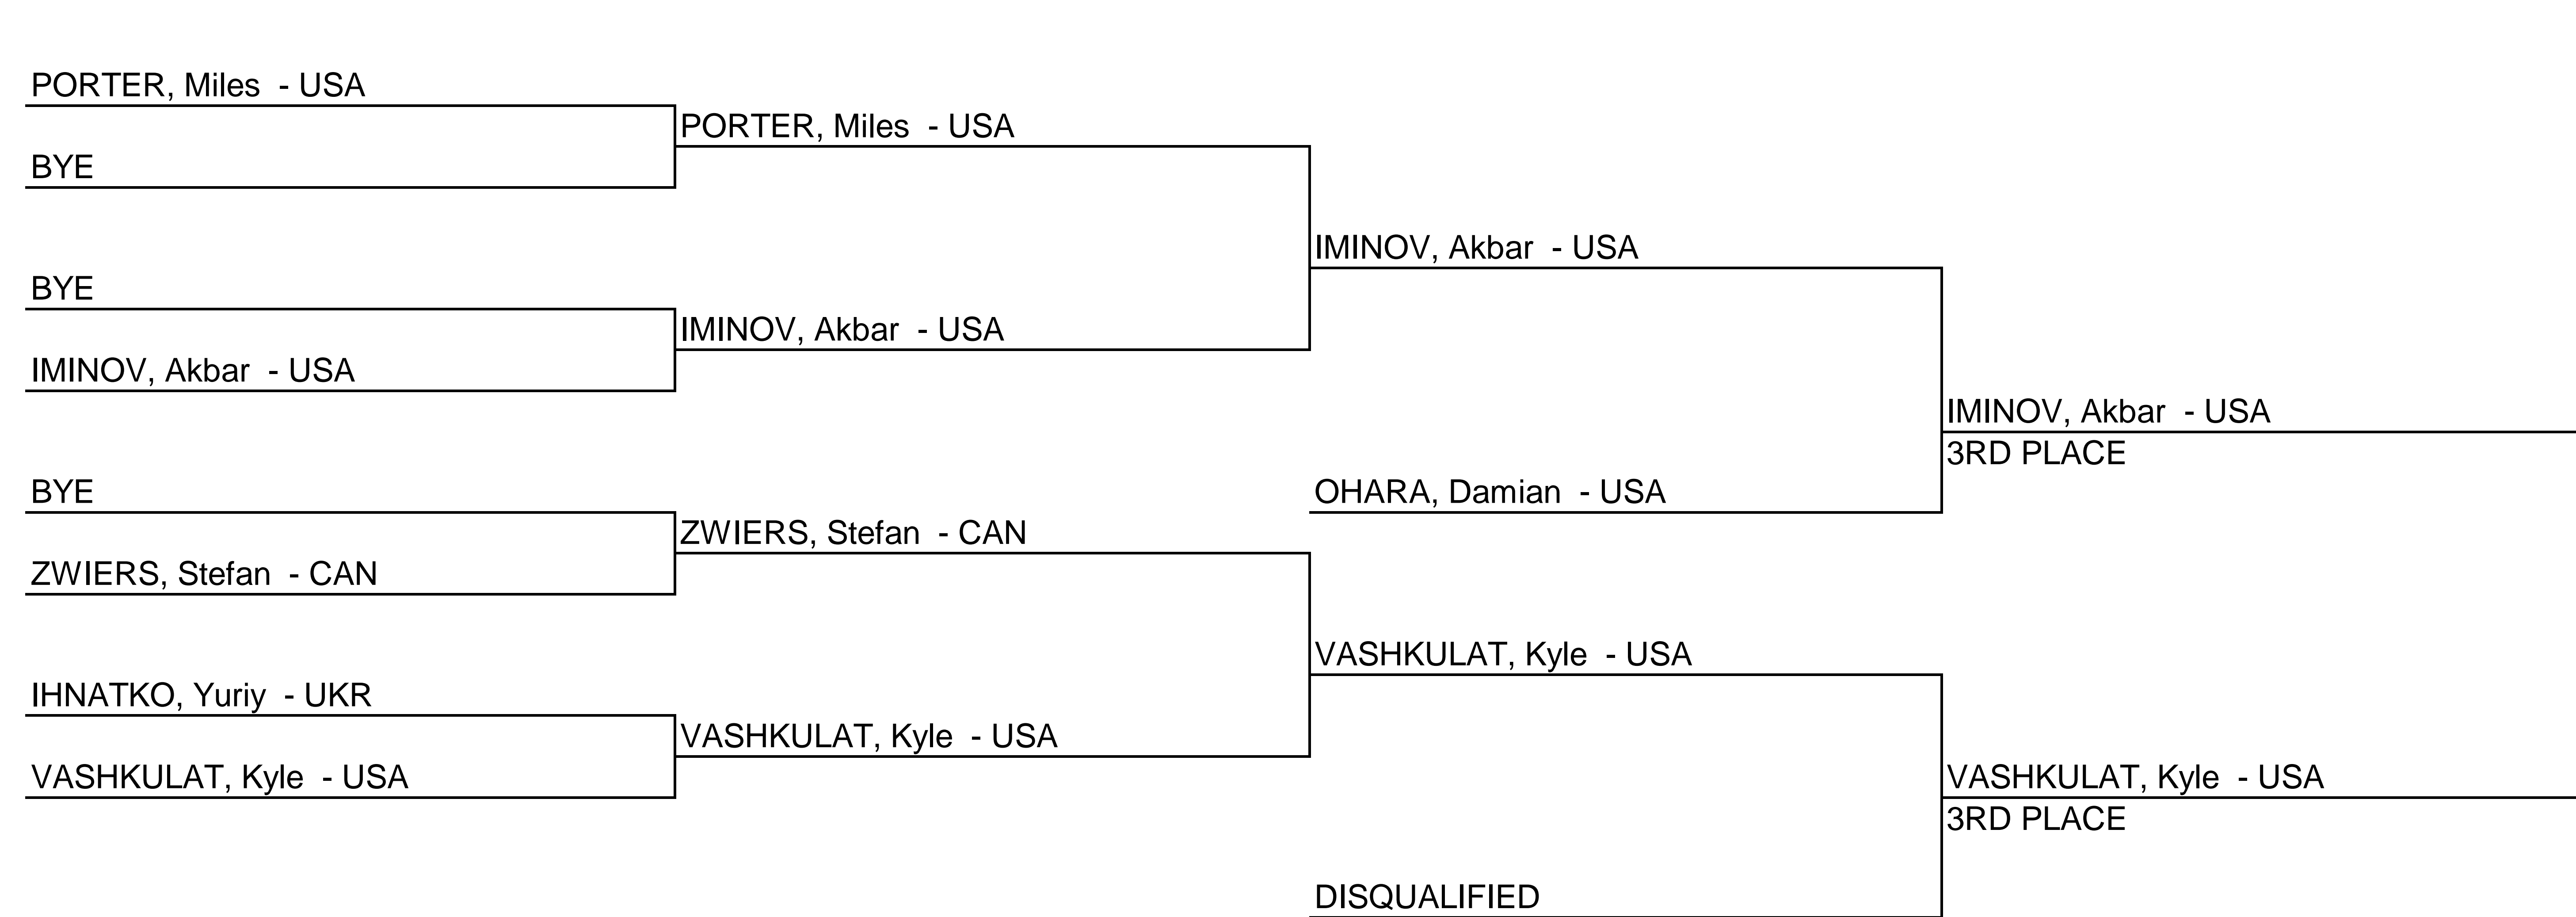 PORTER, Miles - USA
BYE
BYE
IMINOV, Akbar - USA
BYE
ZWIERS, Stefan - CAN
IHNATKO, Yuriy - UKR
VASHKULAT, Kyle - USA
PORTER, Miles - USA
IMINOV, Akbar - USA
ZWIERS, Stefan - CAN
VASHKULAT, Kyle - USA
IMINOV, Akbar - USA
OHARA, Damian - USA
VASHKULAT, Kyle - USA
DISQUALIFIED
IMINOV, Akbar - USA
3RD PLACE
VASHKULAT, Kyle - USA
3RD PLACE